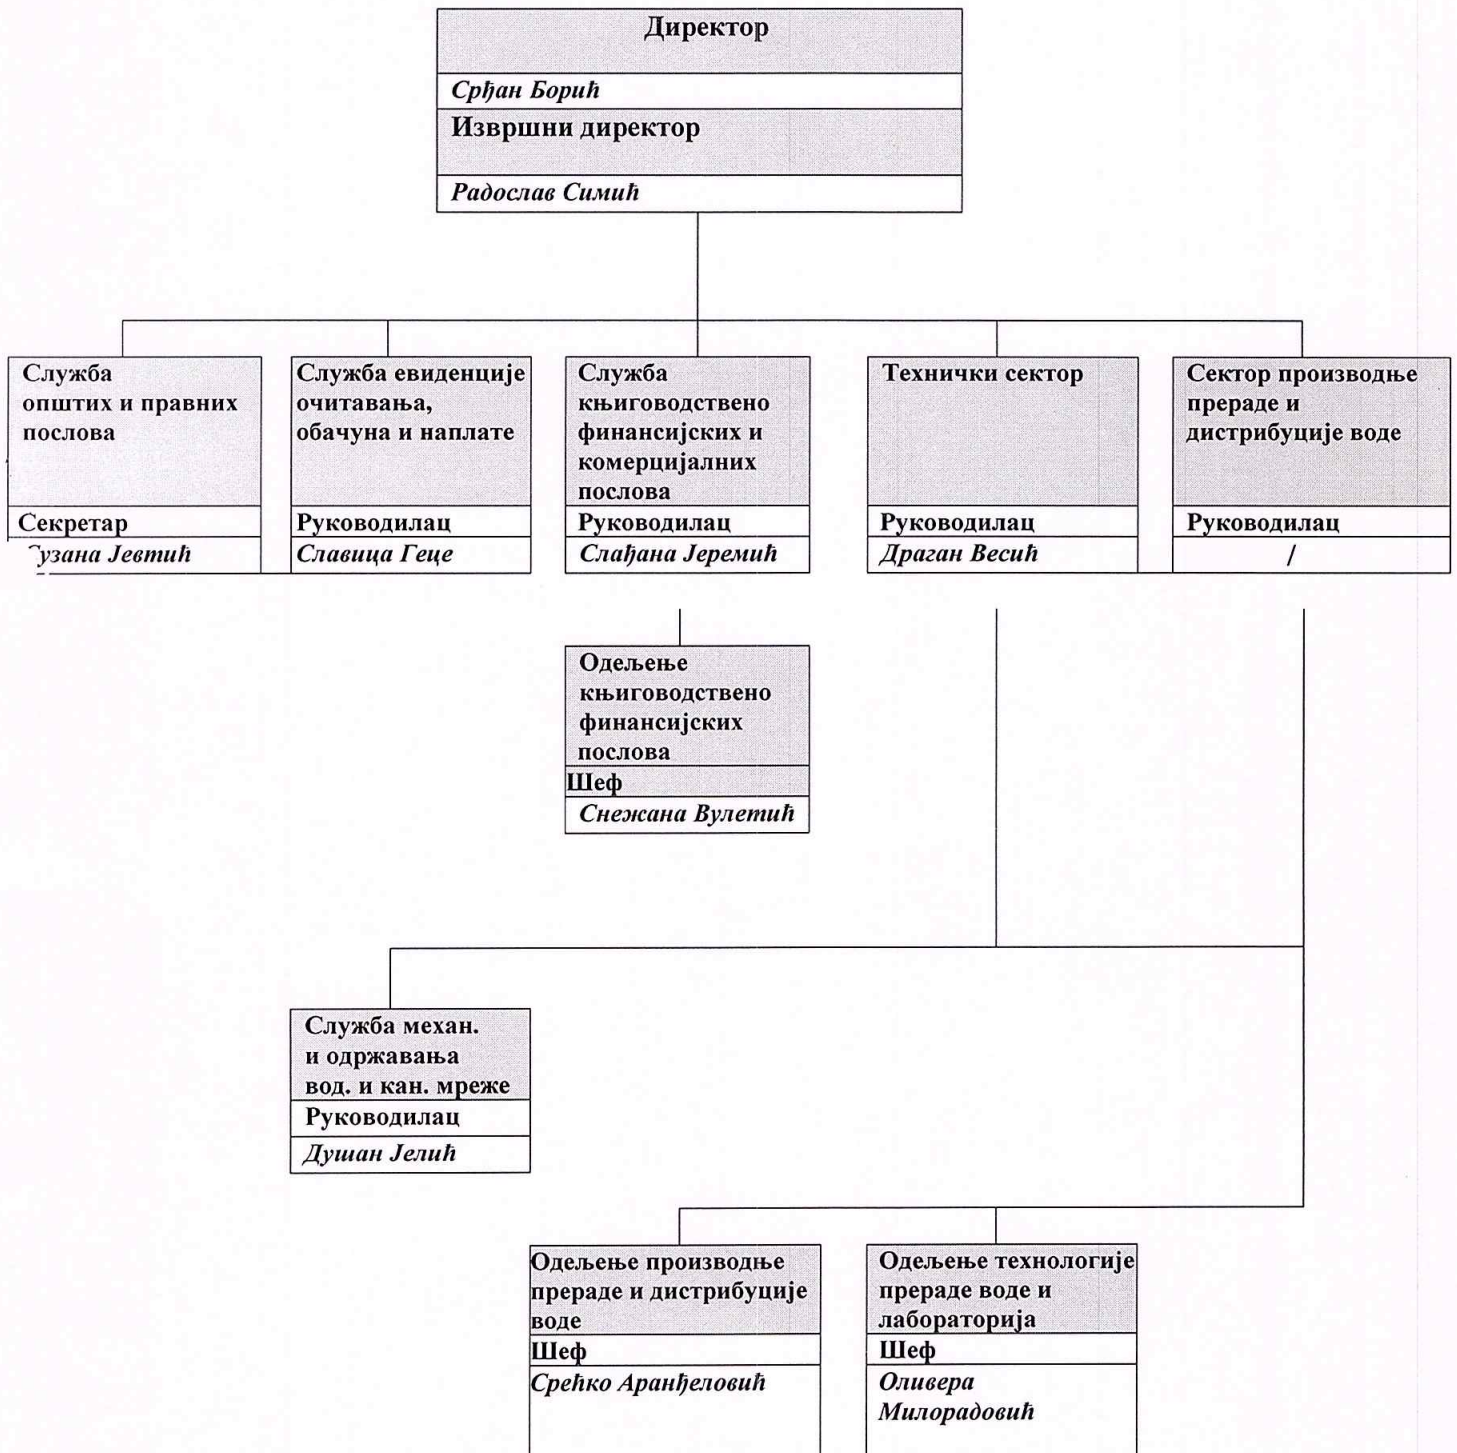 Директор
Срђан Борић
Извршни директор
Радослав Симић
Служба
општих и правних
послова
Секретар
узана Јевтић
Служба евиденције
очитавања,
обачуна и наплате
Руководилац
Славица Геце
Служба
књиговодствено
финансијских и
комерцијалних
послова
Руководилац
Слађана Јеремић
Технички сектор
Руководилац
Драган Весић
Сектор производње
прераде и
дистрибуције воде
Руководилац
/
Одељење
књиговодствено
финансијских
послова
Шеф
Снежана Вулетић
Служба механ.
и одржавања
вод. и кан. мреже
Руководилац
Душан Јелић
Одељење производње
прераде и дистрибуције
воде
Шеф
Срећко Аранђеловић
Одељење технологије
прераде воде и
лабораторија
Шеф
Оливера
Милорадовић